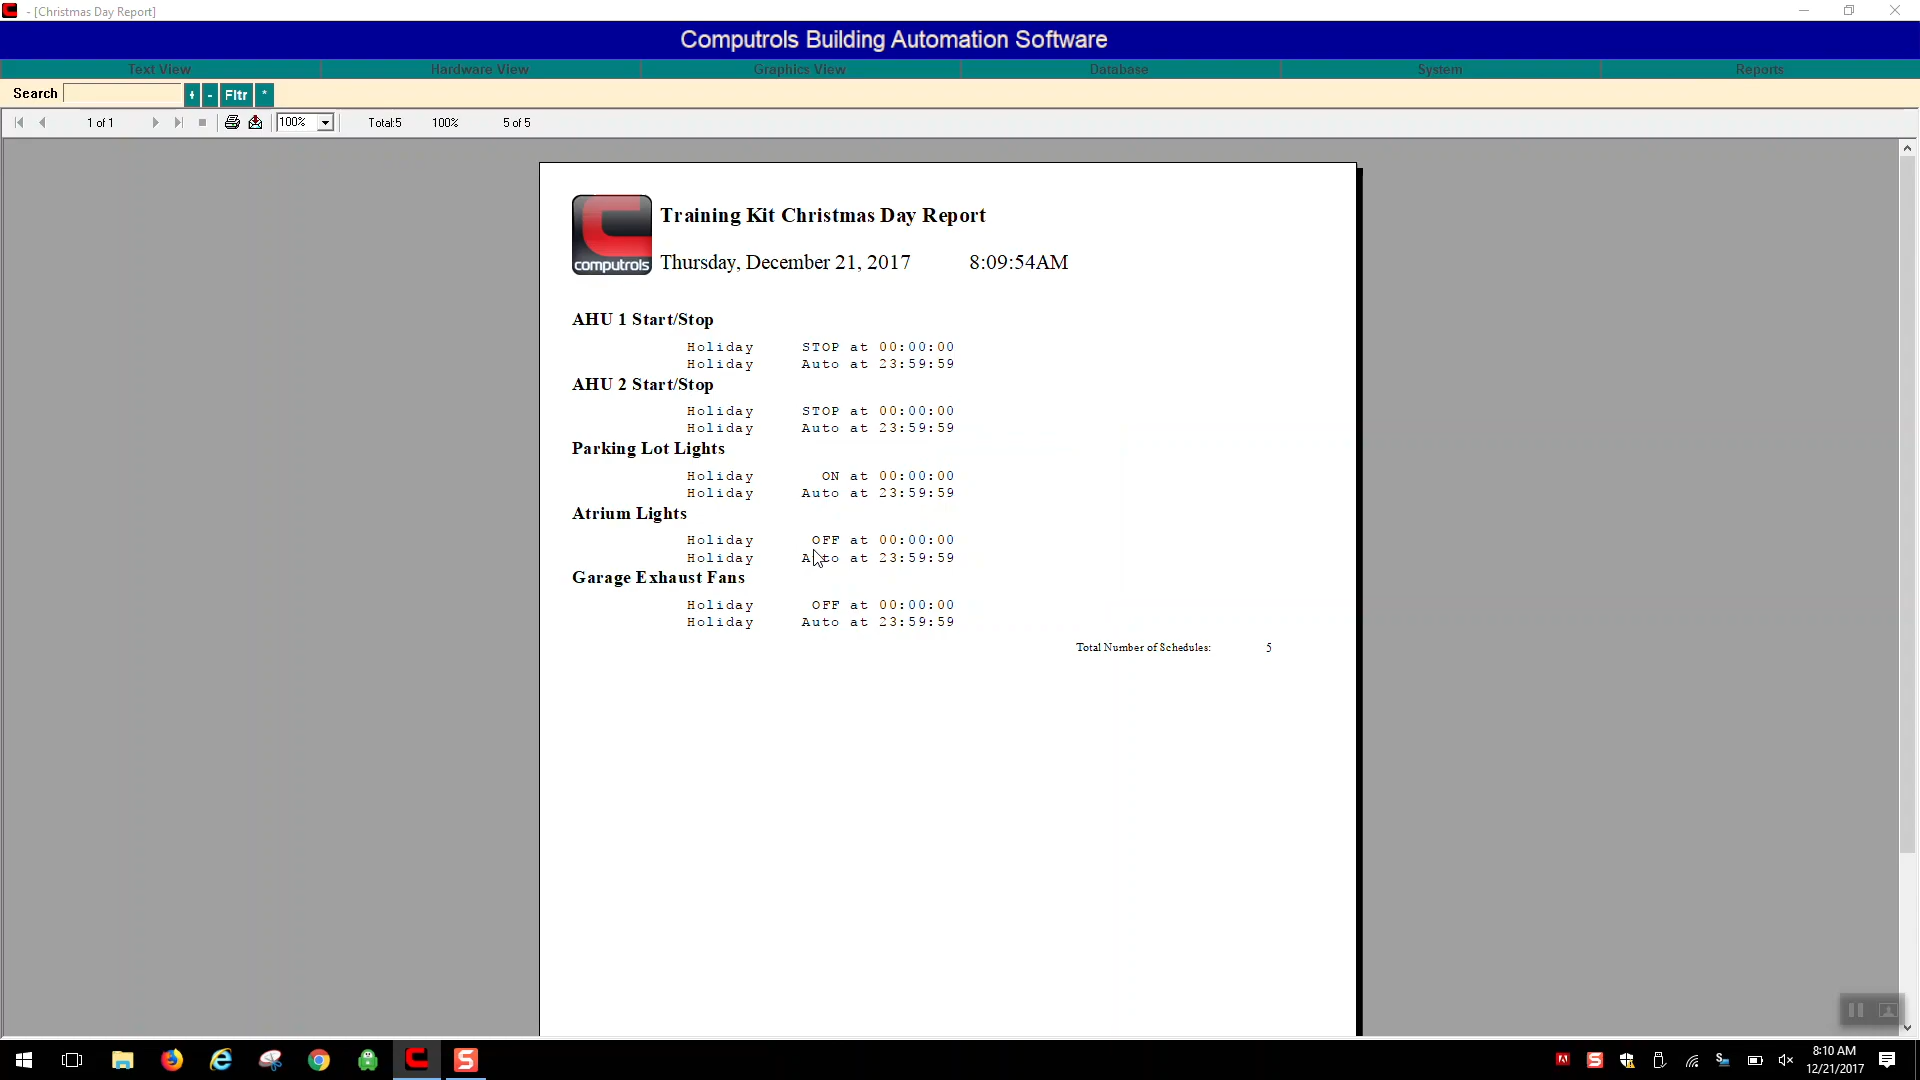 - [Christmas Day Report]
Computrols Building Automation Software
Text View Hardware View Graphics View Database System Reports
Search + - Fltr *
1 of 1 100% Total:5 100% 5 of 5
computrols
Training Kit Christmas Day Report
Thursday, December 21, 2017 8:09:54AM
AHU 1 Start/Stop
Holiday STOP at 00:00:00
Holiday Auto at 23:59:59
AHU 2 Start/Stop
Holiday STOP at 00:00:00
Holiday Auto at 23:59:59
Parking Lot Lights
Holiday ON at 00:00:00
Holiday Auto at 23:59:59
Atrium Lights
Holiday OFF at 00:00:00
Holiday Auto at 23:59:59
Garage Exhaust Fans
Holiday OFF at 00:00:00
Holiday Auto at 23:59:59
Total Number of Schedules: 5
8:10 AM
12/21/2017